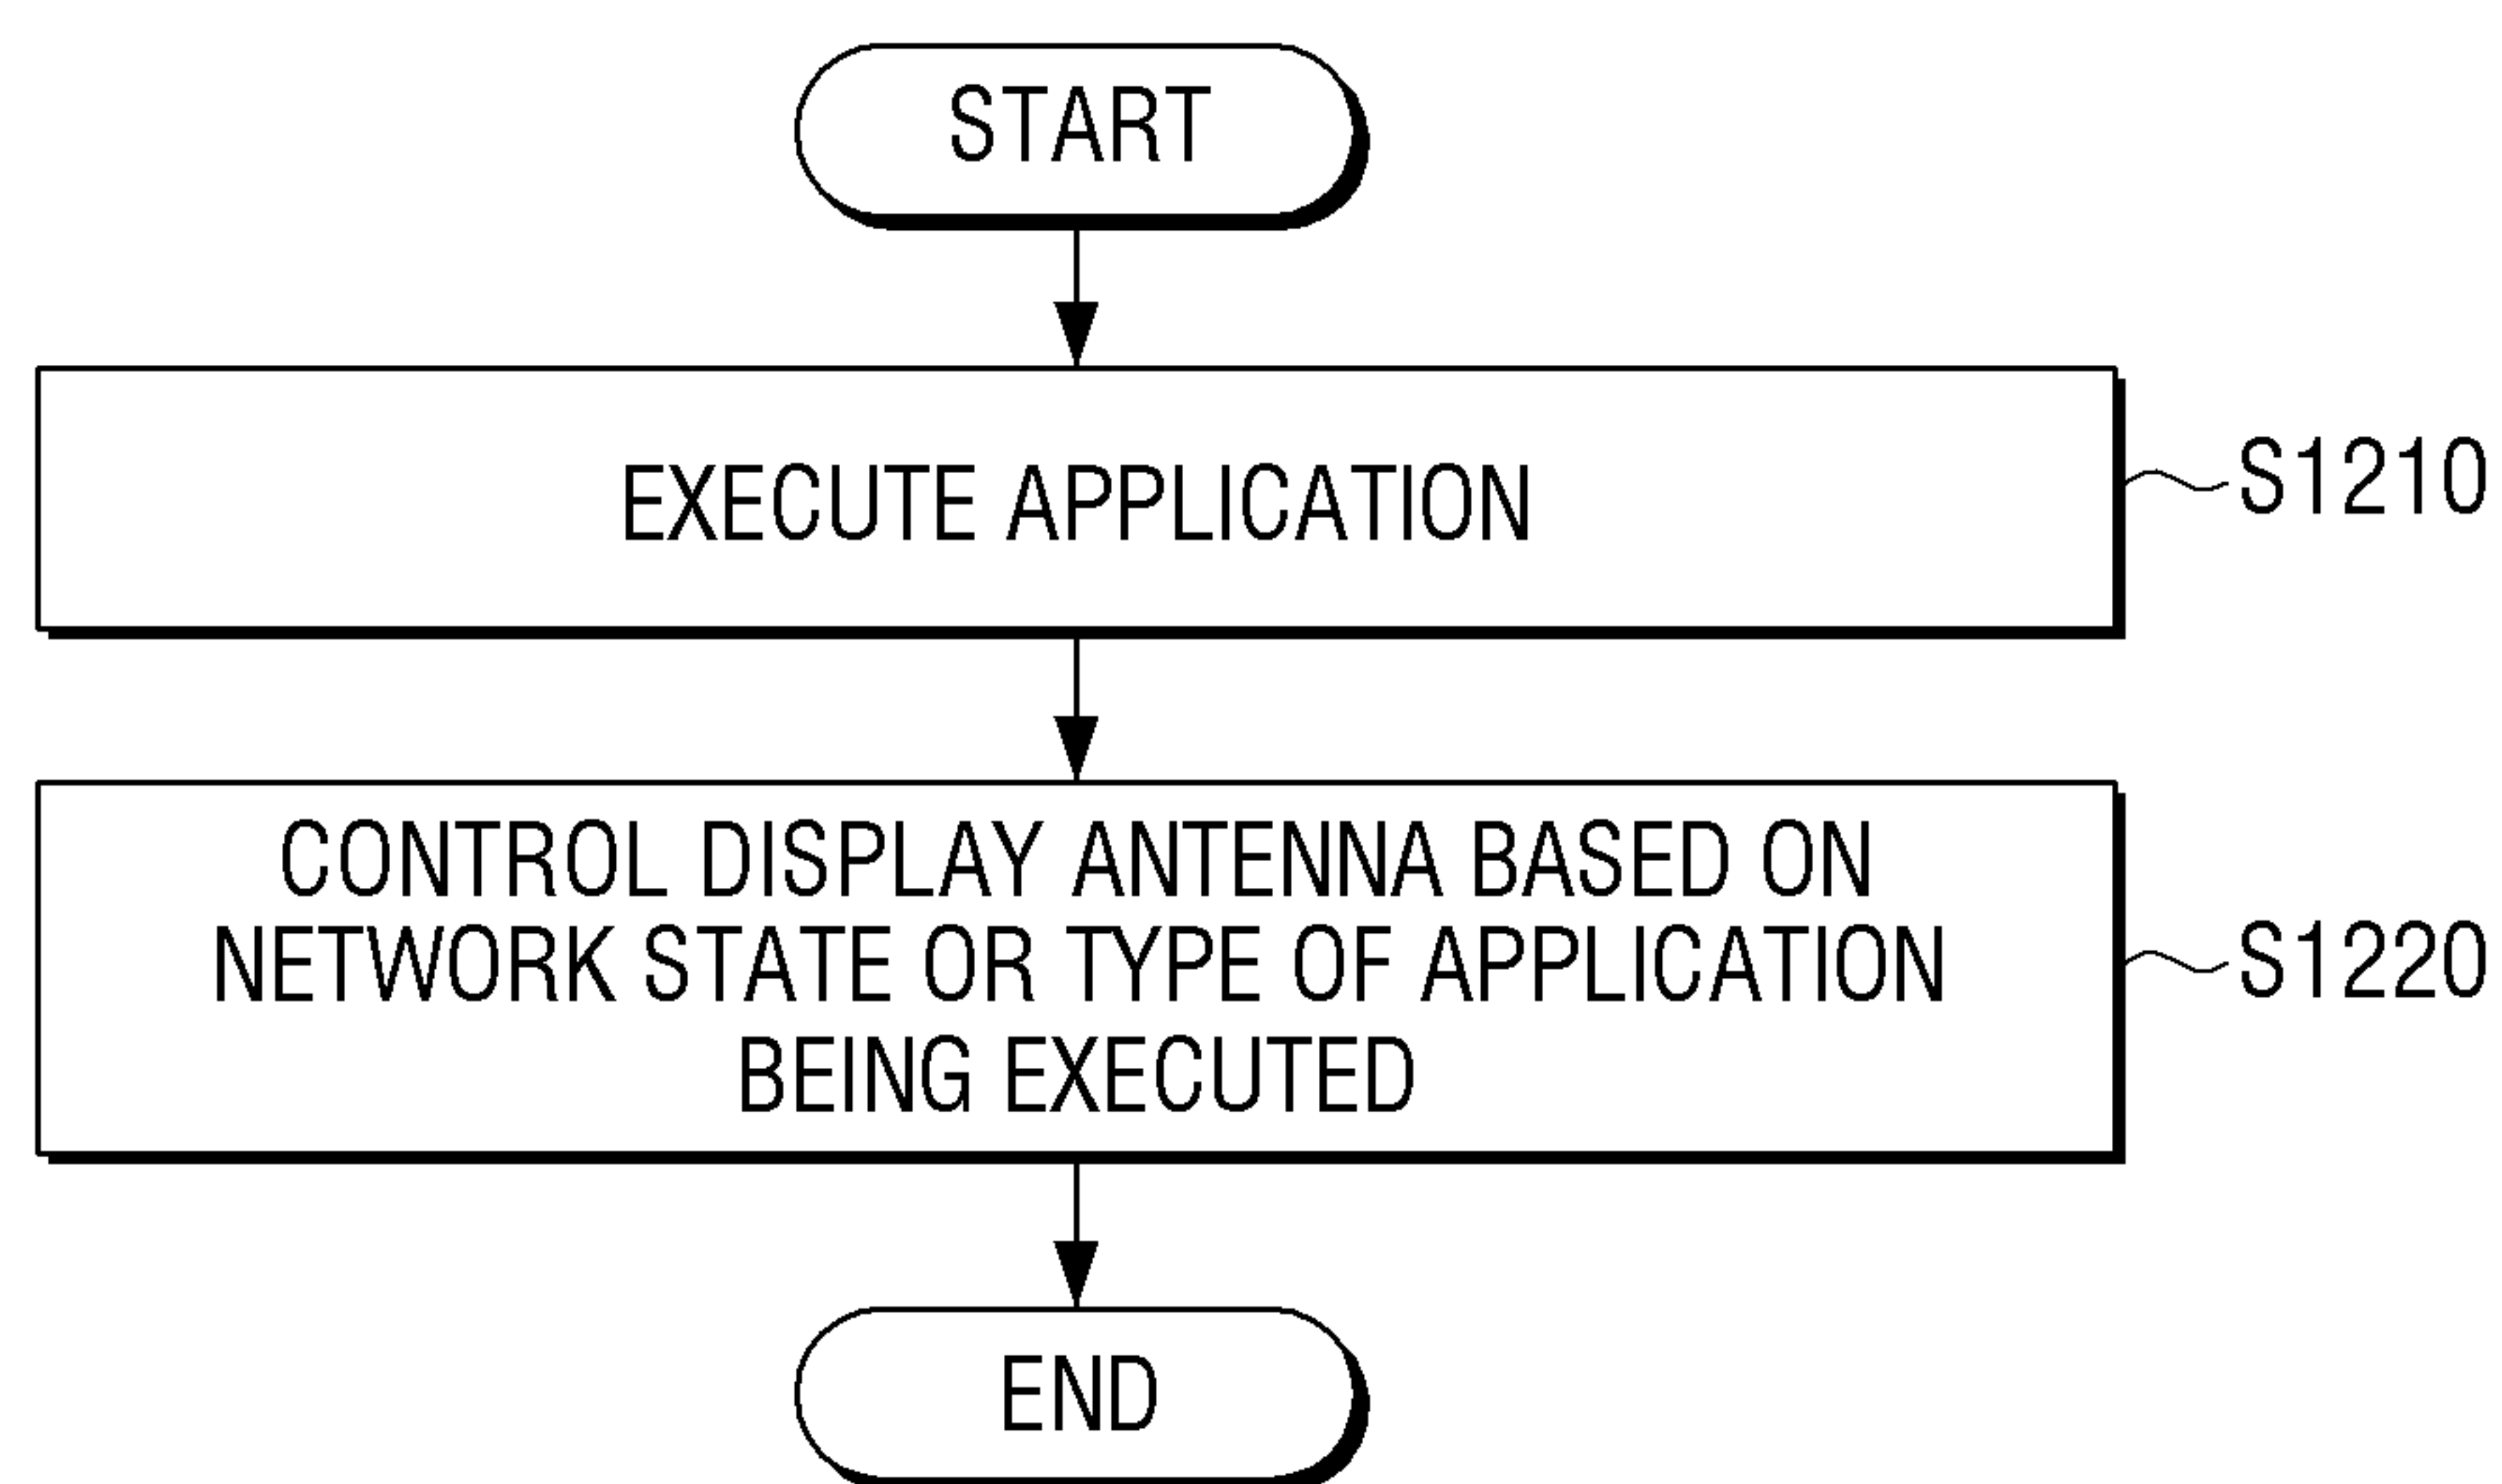 START
EXECUTE APPLICATION
S1210
CONTROL DISPLAY ANTENNA BASED ON
NETWORK STATE OR TYPE OF APPLICATION
BEING EXECUTED
S1220
END